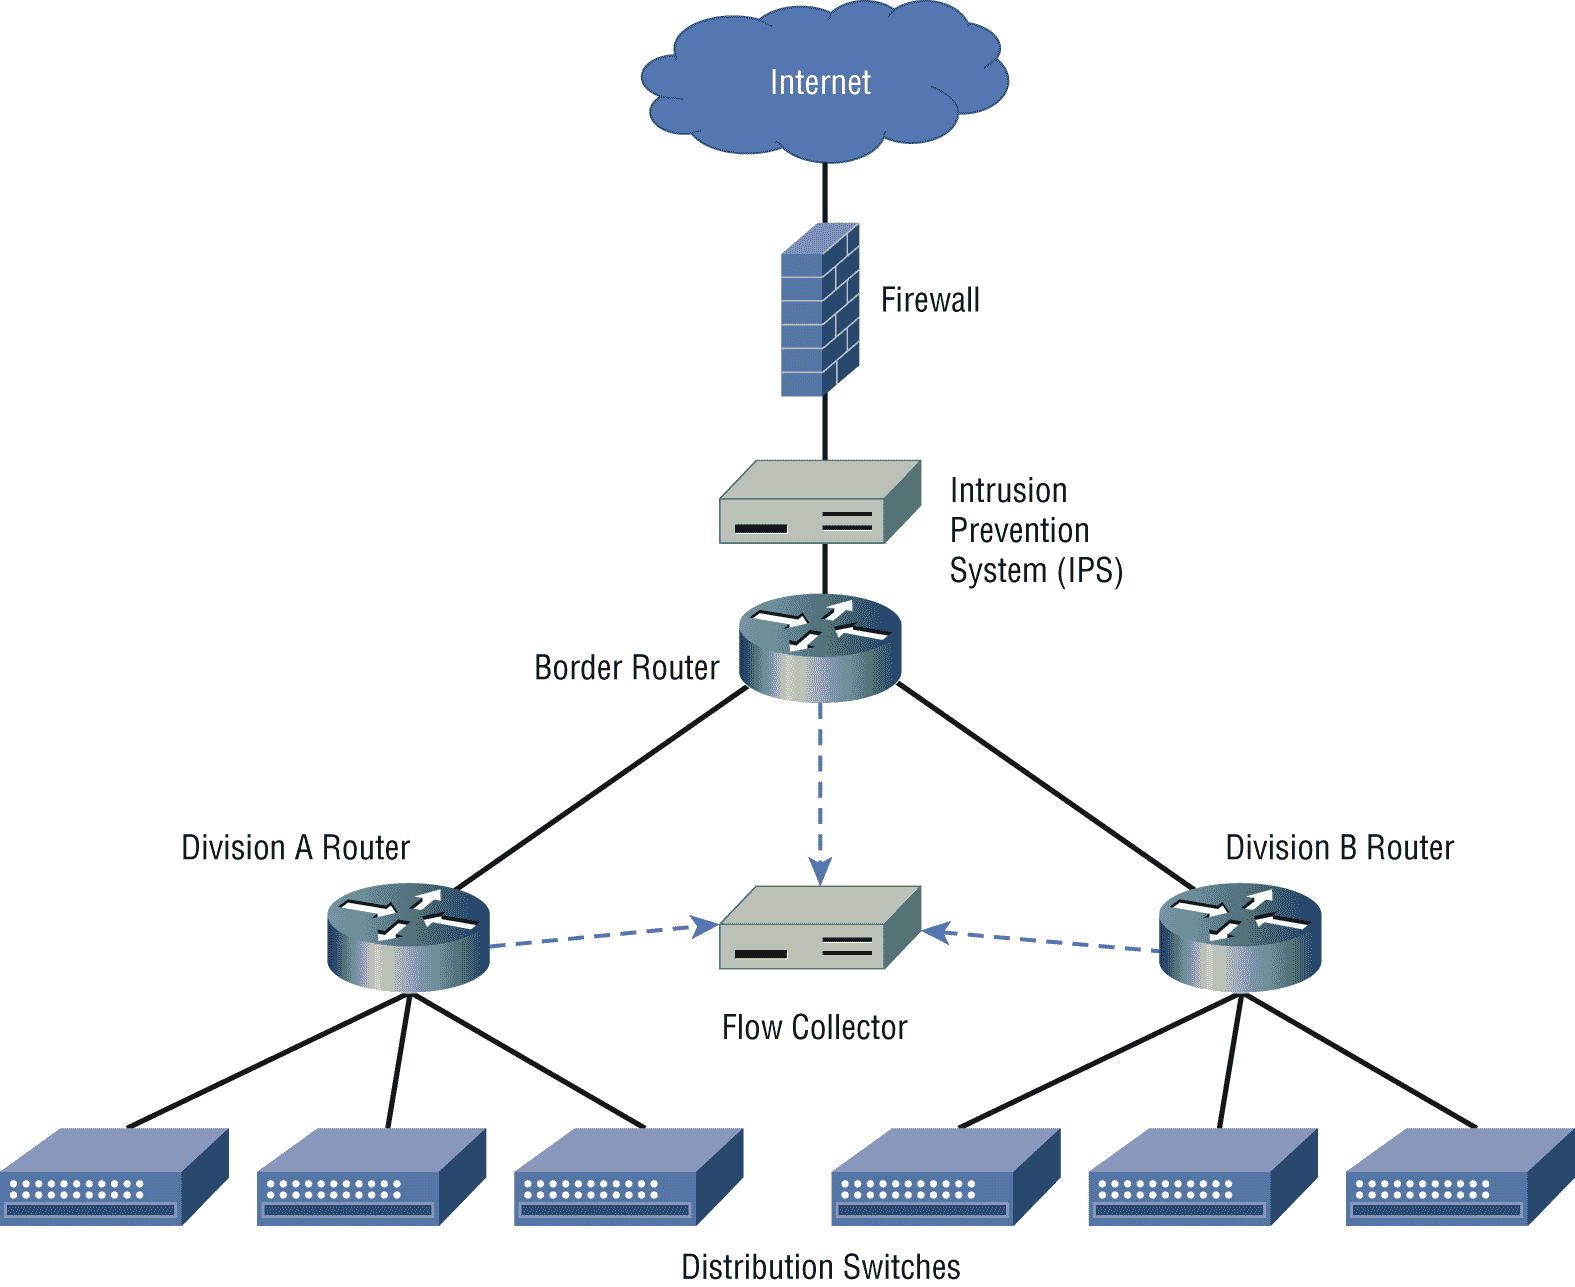 Internet
Firewall
Intrusion
Prevention
System (IPS)
Border Router
Division A Router
Division B Router
Flow Collector
Distribution Switches